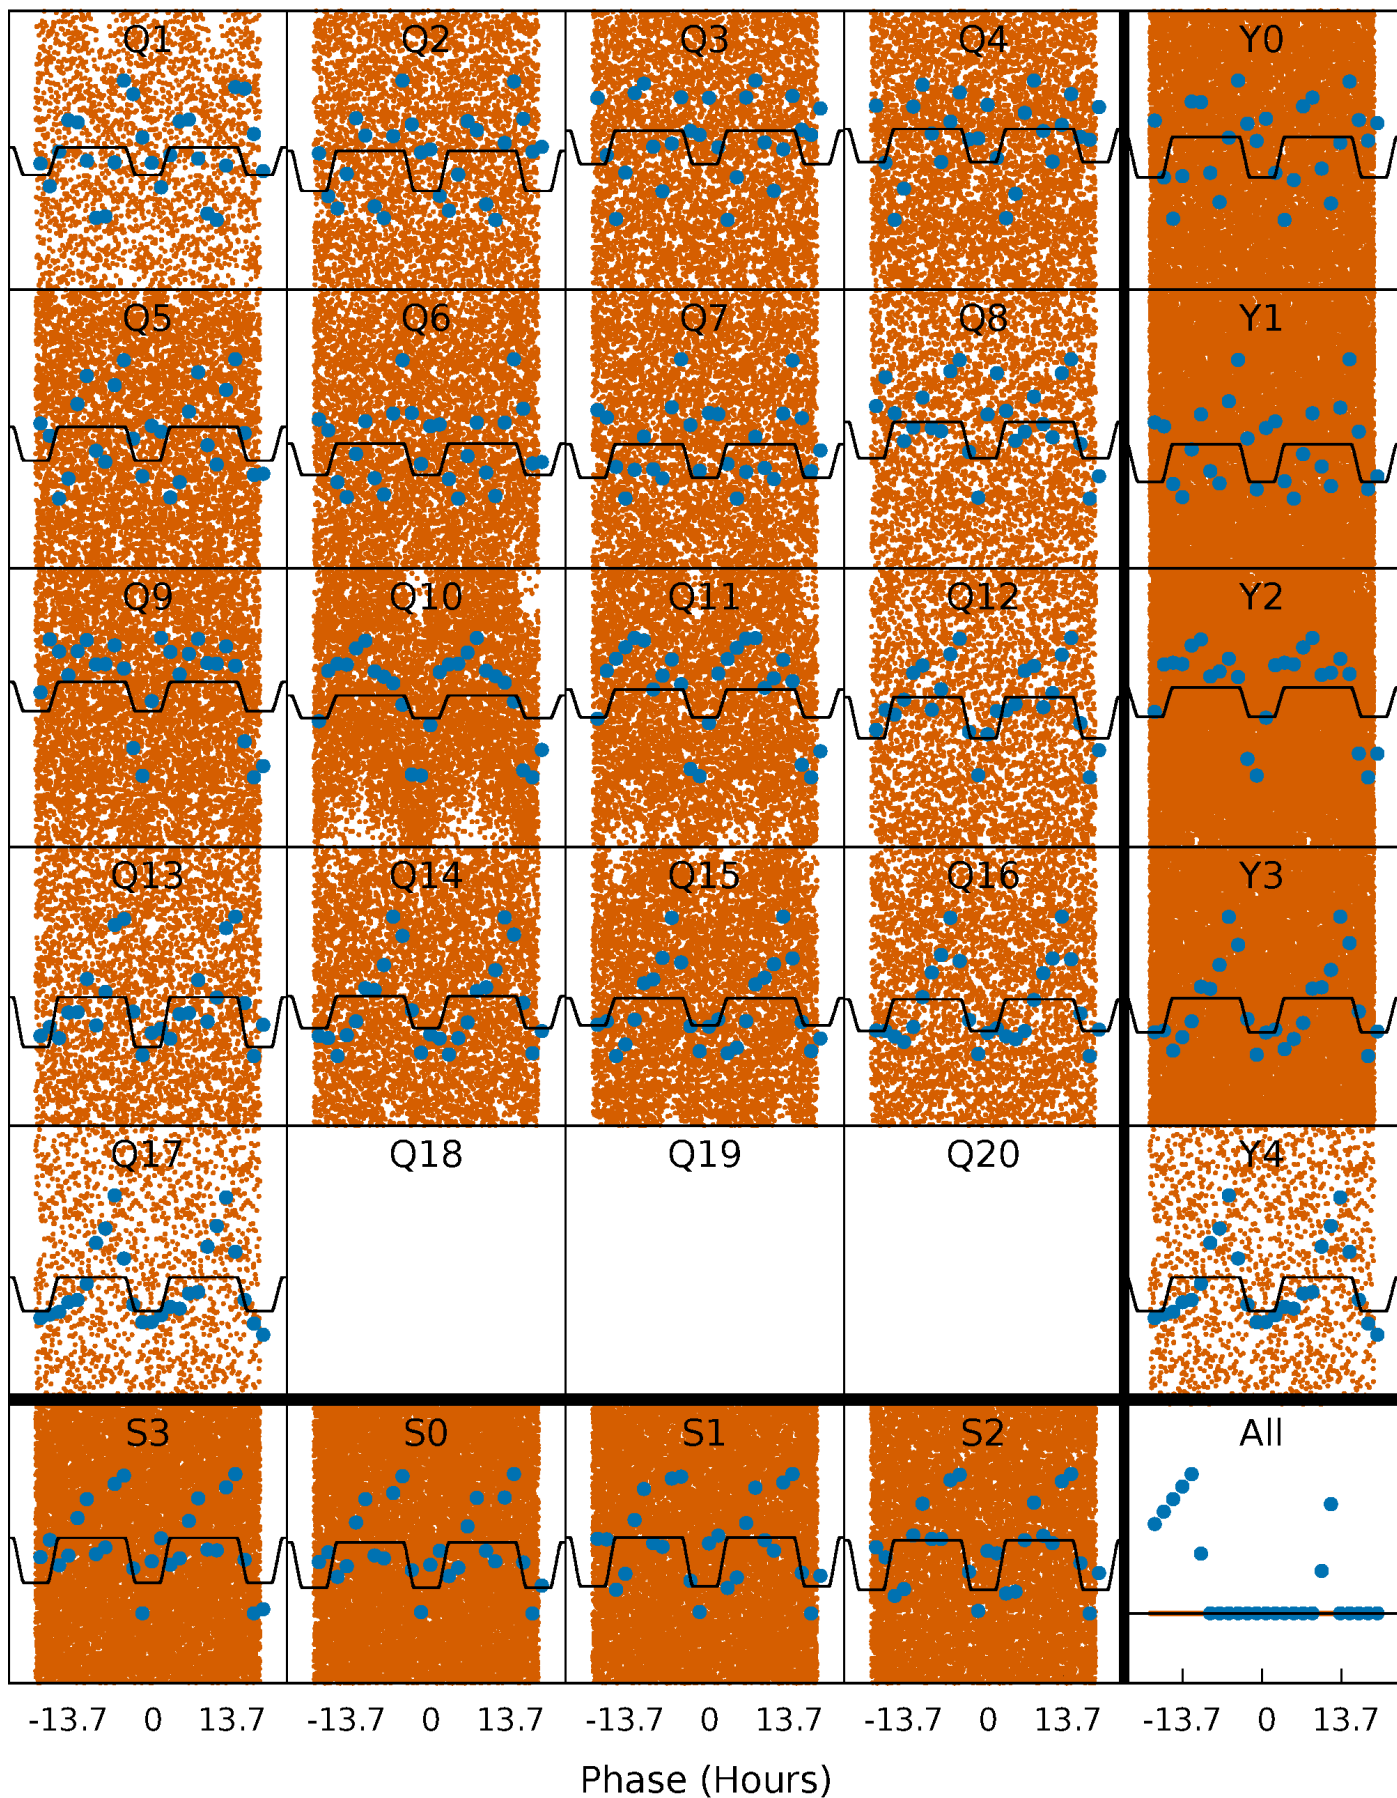 Q1 Q2 Q3 Q4 Y0
Q5 Q6 Q7 Q8 Y1
Q9 Q10 Q11 Q12 Y2
Q13 Q14 Q15 Q16 Y3
Q17 Q18 Q19 Q20 Y4
S3 S0 S1 S2 All
-13.7 0 13.7 -13.7 0 13.7 -13.7 0 13.7 -13.7 0 13.7 -13.7 0 13.7
Phase (Hours)